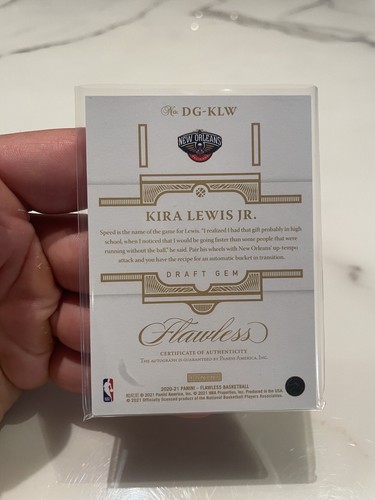 No. DG-KLW
NEW ORLEANS
KIRA LEWIS JR.
Speed is the name of the game for Lewis. "I realized I had that gift probably in high
school, when I noticed that I would be going faster than some people that were
running without the ball," he said. Pair his wheels with New Orleans' up-tempo
attack and you have the recipe for an automatic bucket in transition.
DRAFT GEM
Flawless
CERTIFICATE OF AUTHENTICITY
The autograph is guaranteed by Panini America, Inc.
2020-21 PANINI - FLAWLESS BASKETBALL
© 2021 Panini America, Inc. © 2021 NBA Properties, Inc. Produced in the USA.
© 2021 Officially licensed product of the National Basketball Players Association.